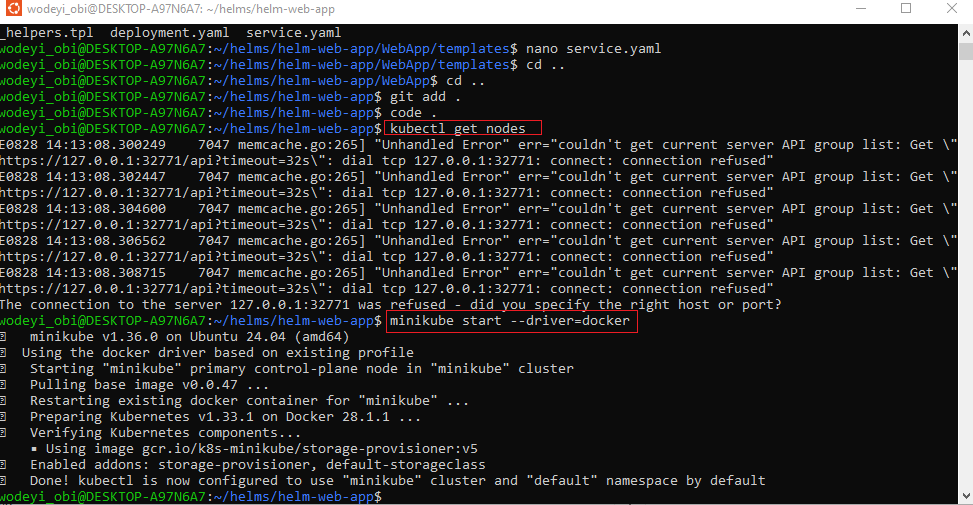 wodeyi_obi@DESKTOP-A97N6A7: ~/helms/helm-web-app
_helpers.tpl  deployment.yaml  service.yaml
wodeyi_obi@DESKTOP-A97N6A7:~/helms/helm-web-app/WebApp/templates$ nano service.yaml
wodeyi_obi@DESKTOP-A97N6A7:~/helms/helm-web-app/WebApp/templates$ cd ..
wodeyi_obi@DESKTOP-A97N6A7:~/helms/helm-web-app/WebApp$ cd ..
wodeyi_obi@DESKTOP-A97N6A7:~/helms/helm-web-app$ git add .
wodeyi_obi@DESKTOP-A97N6A7:~/helms/helm-web-app$ code .
wodeyi_obi@DESKTOP-A97N6A7:~/helms/helm-web-app$ kubectl get nodes
E0828 14:13:08.300249    7047 memcache.go:265] "Unhandled Error" err="couldn't get current server API group list: Get \"
https://127.0.0.1:32771/api?timeout=32s\": dial tcp 127.0.0.1:32771: connect: connection refused"
E0828 14:13:08.302447    7047 memcache.go:265] "Unhandled Error" err="couldn't get current server API group list: Get \"
https://127.0.0.1:32771/api?timeout=32s\": dial tcp 127.0.0.1:32771: connect: connection refused"
E0828 14:13:08.304600    7047 memcache.go:265] "Unhandled Error" err="couldn't get current server API group list: Get \"
https://127.0.0.1:32771/api?timeout=32s\": dial tcp 127.0.0.1:32771: connect: connection refused"
E0828 14:13:08.306562    7047 memcache.go:265] "Unhandled Error" err="couldn't get current server API group list: Get \"
https://127.0.0.1:32771/api?timeout=32s\": dial tcp 127.0.0.1:32771: connect: connection refused"
E0828 14:13:08.308715    7047 memcache.go:265] "Unhandled Error" err="couldn't get current server API group list: Get \"
https://127.0.0.1:32771/api?timeout=32s\": dial tcp 127.0.0.1:32771: connect: connection refused"
The connection to the server 127.0.0.1:32771 was refused - did you specify the right host or port?
wodeyi_obi@DESKTOP-A97N6A7:~/helms/helm-web-app$ minikube start --driver=docker
minikube v1.36.0 on Ubuntu 24.04 (amd64)
Using the docker driver based on existing profile
Starting "minikube" primary control-plane node in "minikube" cluster
Pulling base image v0.0.47 ...
Restarting existing docker container for "minikube" ...
Preparing Kubernetes v1.33.1 on Docker 28.1.1 ...
Verifying Kubernetes components...
▪ Using image gcr.io/k8s-minikube/storage-provisioner:v5
Enabled addons: storage-provisioner, default-storageclass
Done! kubectl is now configured to use "minikube" cluster and "default" namespace by default
wodeyi_obi@DESKTOP-A97N6A7:~/helms/helm-web-app$